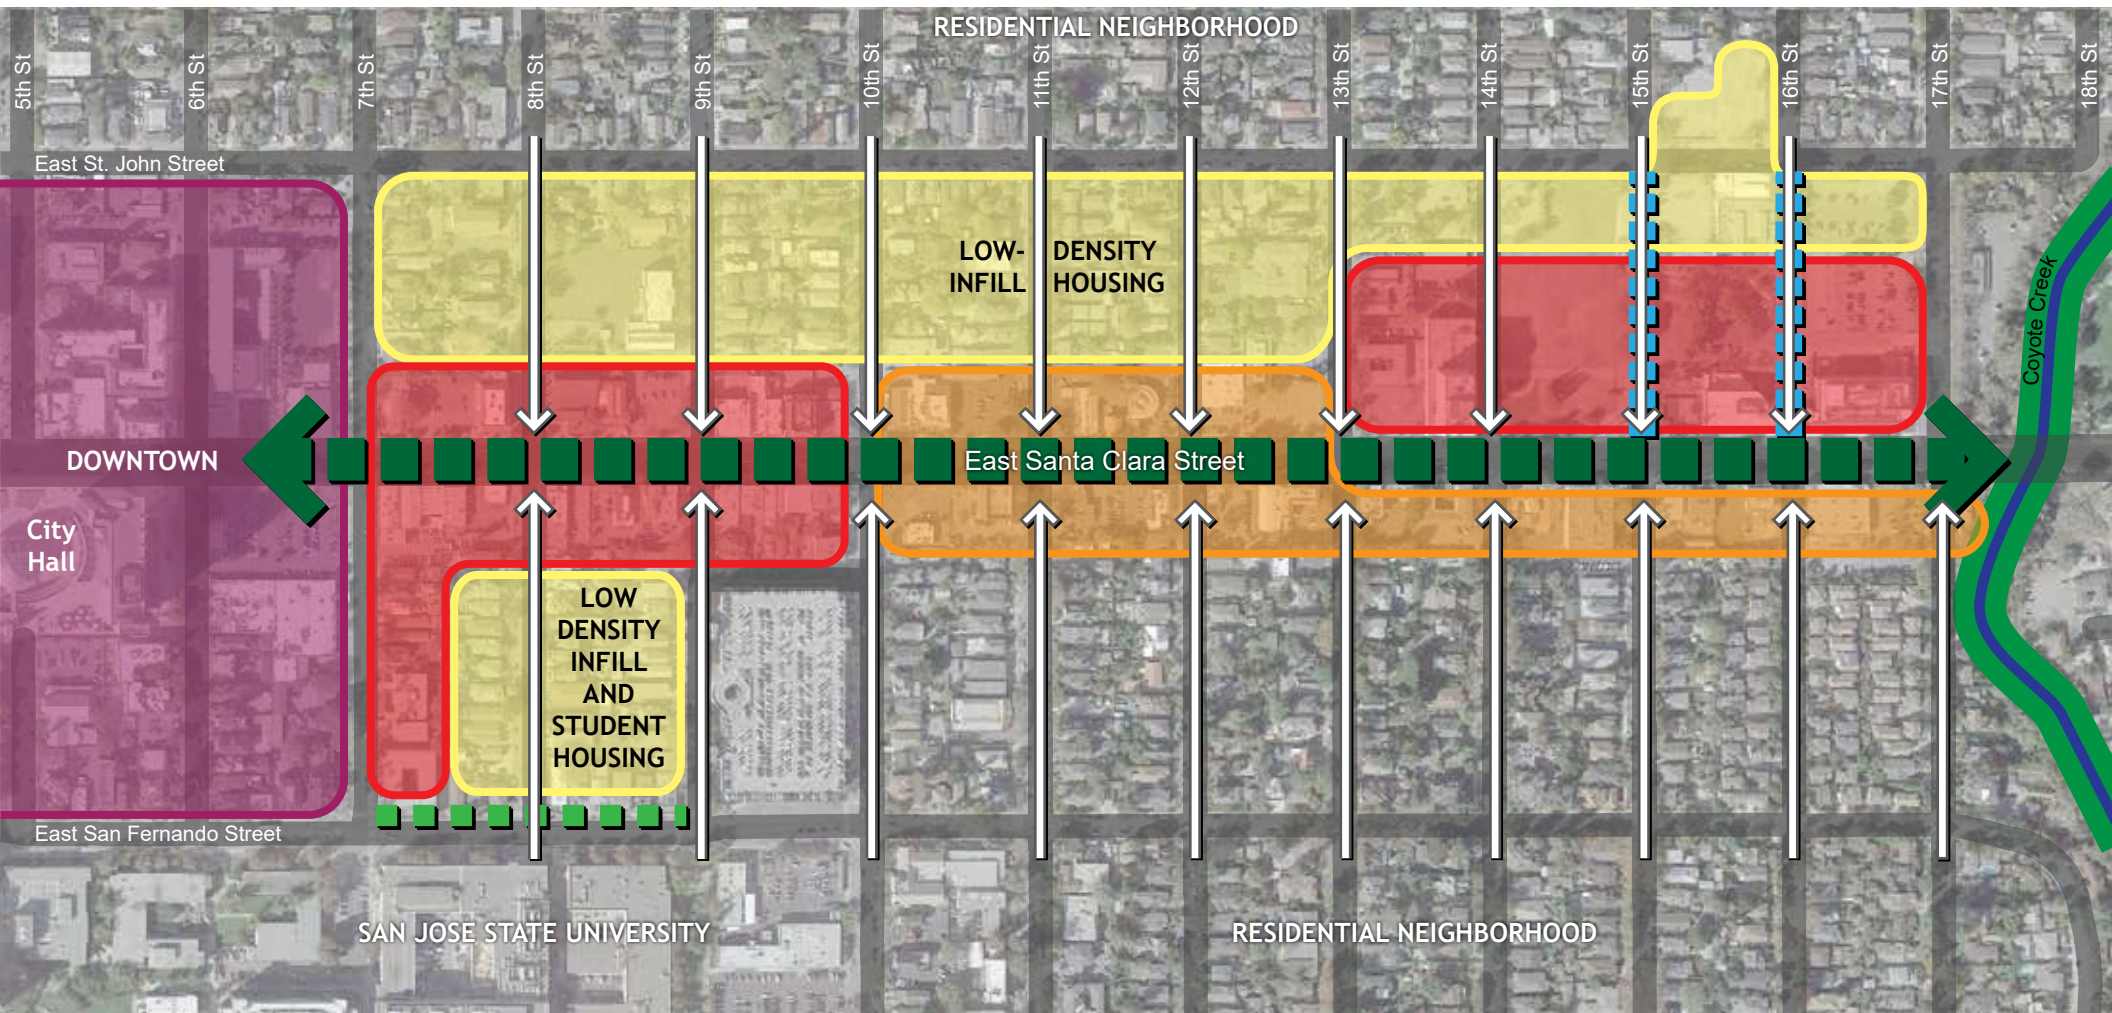 RESIDENTIAL NEIGHBORHOOD
5th St
6th St
7th St
8th St
9th St
10th St
11th St
12th St
13th St
14th St
15th St
16th St
17th St
18th St
East St. John Street
LOW- DENSITY
INFILL HOUSING
Coyote Creek
DOWNTOWN
East Santa Clara Street
City
Hall
LOW
DENSITY
INFILL
AND
STUDENT
HOUSING
East San Fernando Street
SAN JOSE STATE UNIVERSITY
RESIDENTIAL NEIGHBORHOOD